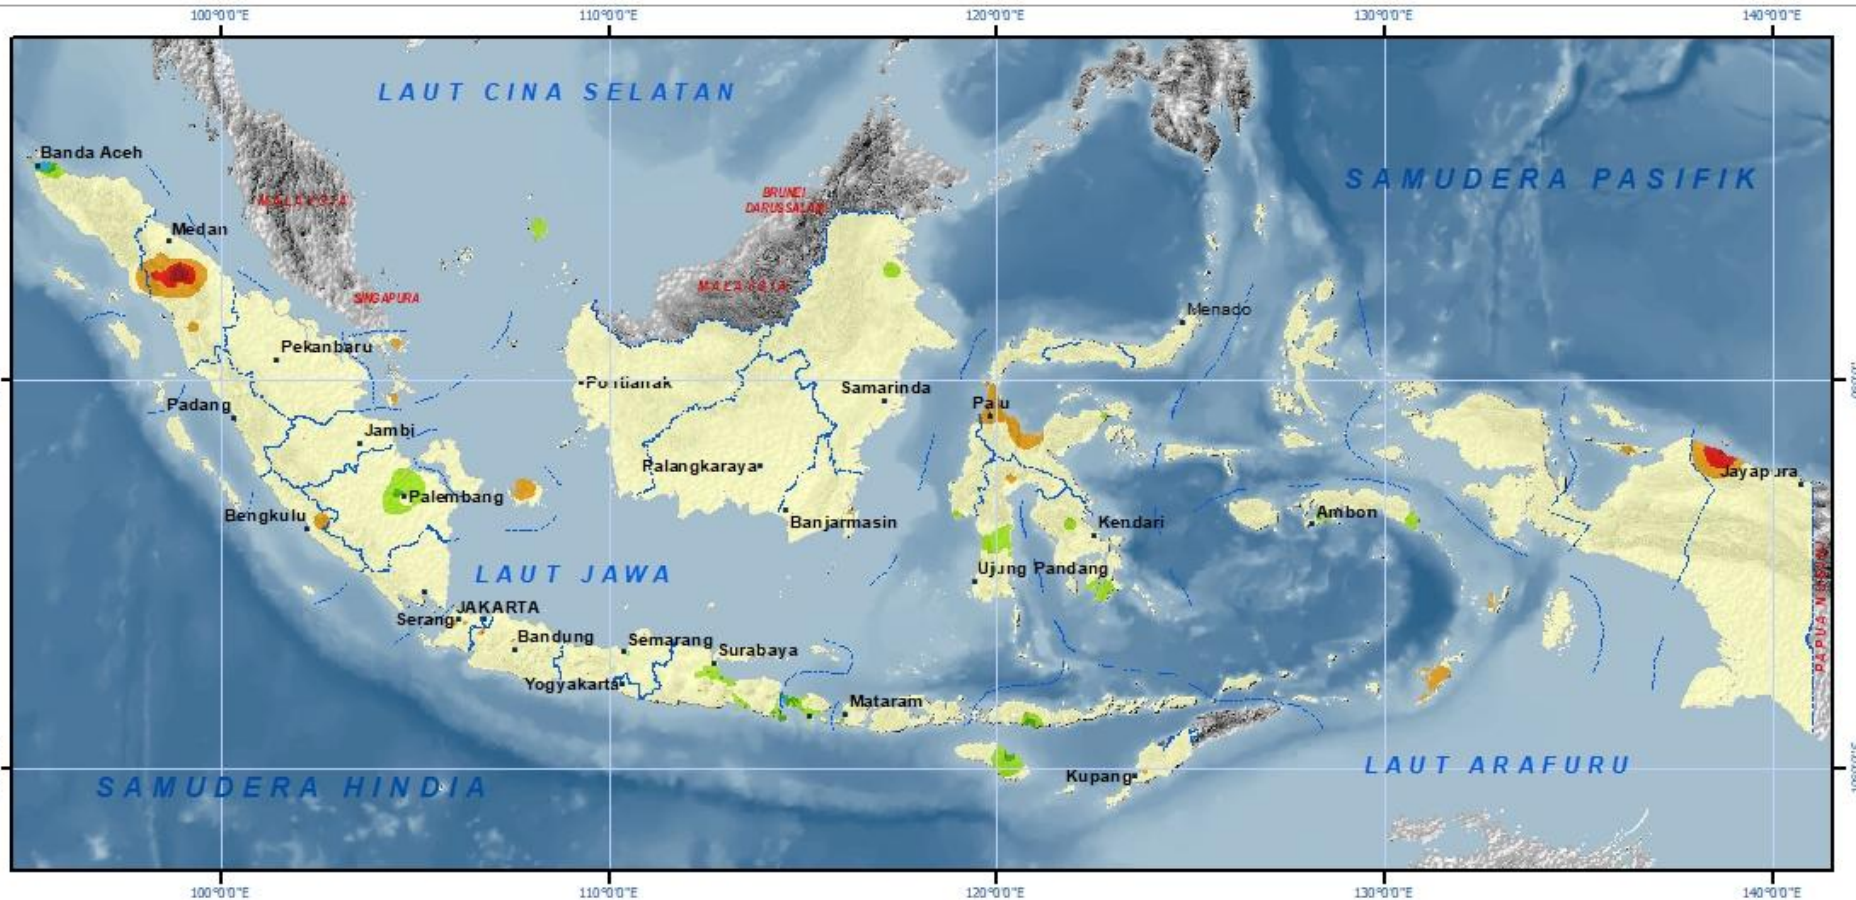 100°0'0"E 110°0'0"E 120°0'0"E 130°0'0"E 140°0'0"E
LAUT CINA SELATAN
Banda Aceh
SAMUDERA PASIFIK
BRUNEI
DARUSSALAM
MALAYSIA
Medan
MALAYSIA
SINGAPURA
Menado
Pekanbaru
Pontianak
Samarinda
Padang
Palu
Jambi
Palangkaraya
Jayapura
Palembang
Bengkulu
Banjarmasin
Kendari
Ambon
LAUT JAWA
Ujung Pandang
JAKARTA
Serang
Bandung
Semarang
Surabaya
Yogyakarta
Mataram
LAUT ARAFURU
Kupang
SAMUDERA HINDIA
100°0'0"E 110°0'0"E 120°0'0"E 130°0'0"E 140°0'0"E